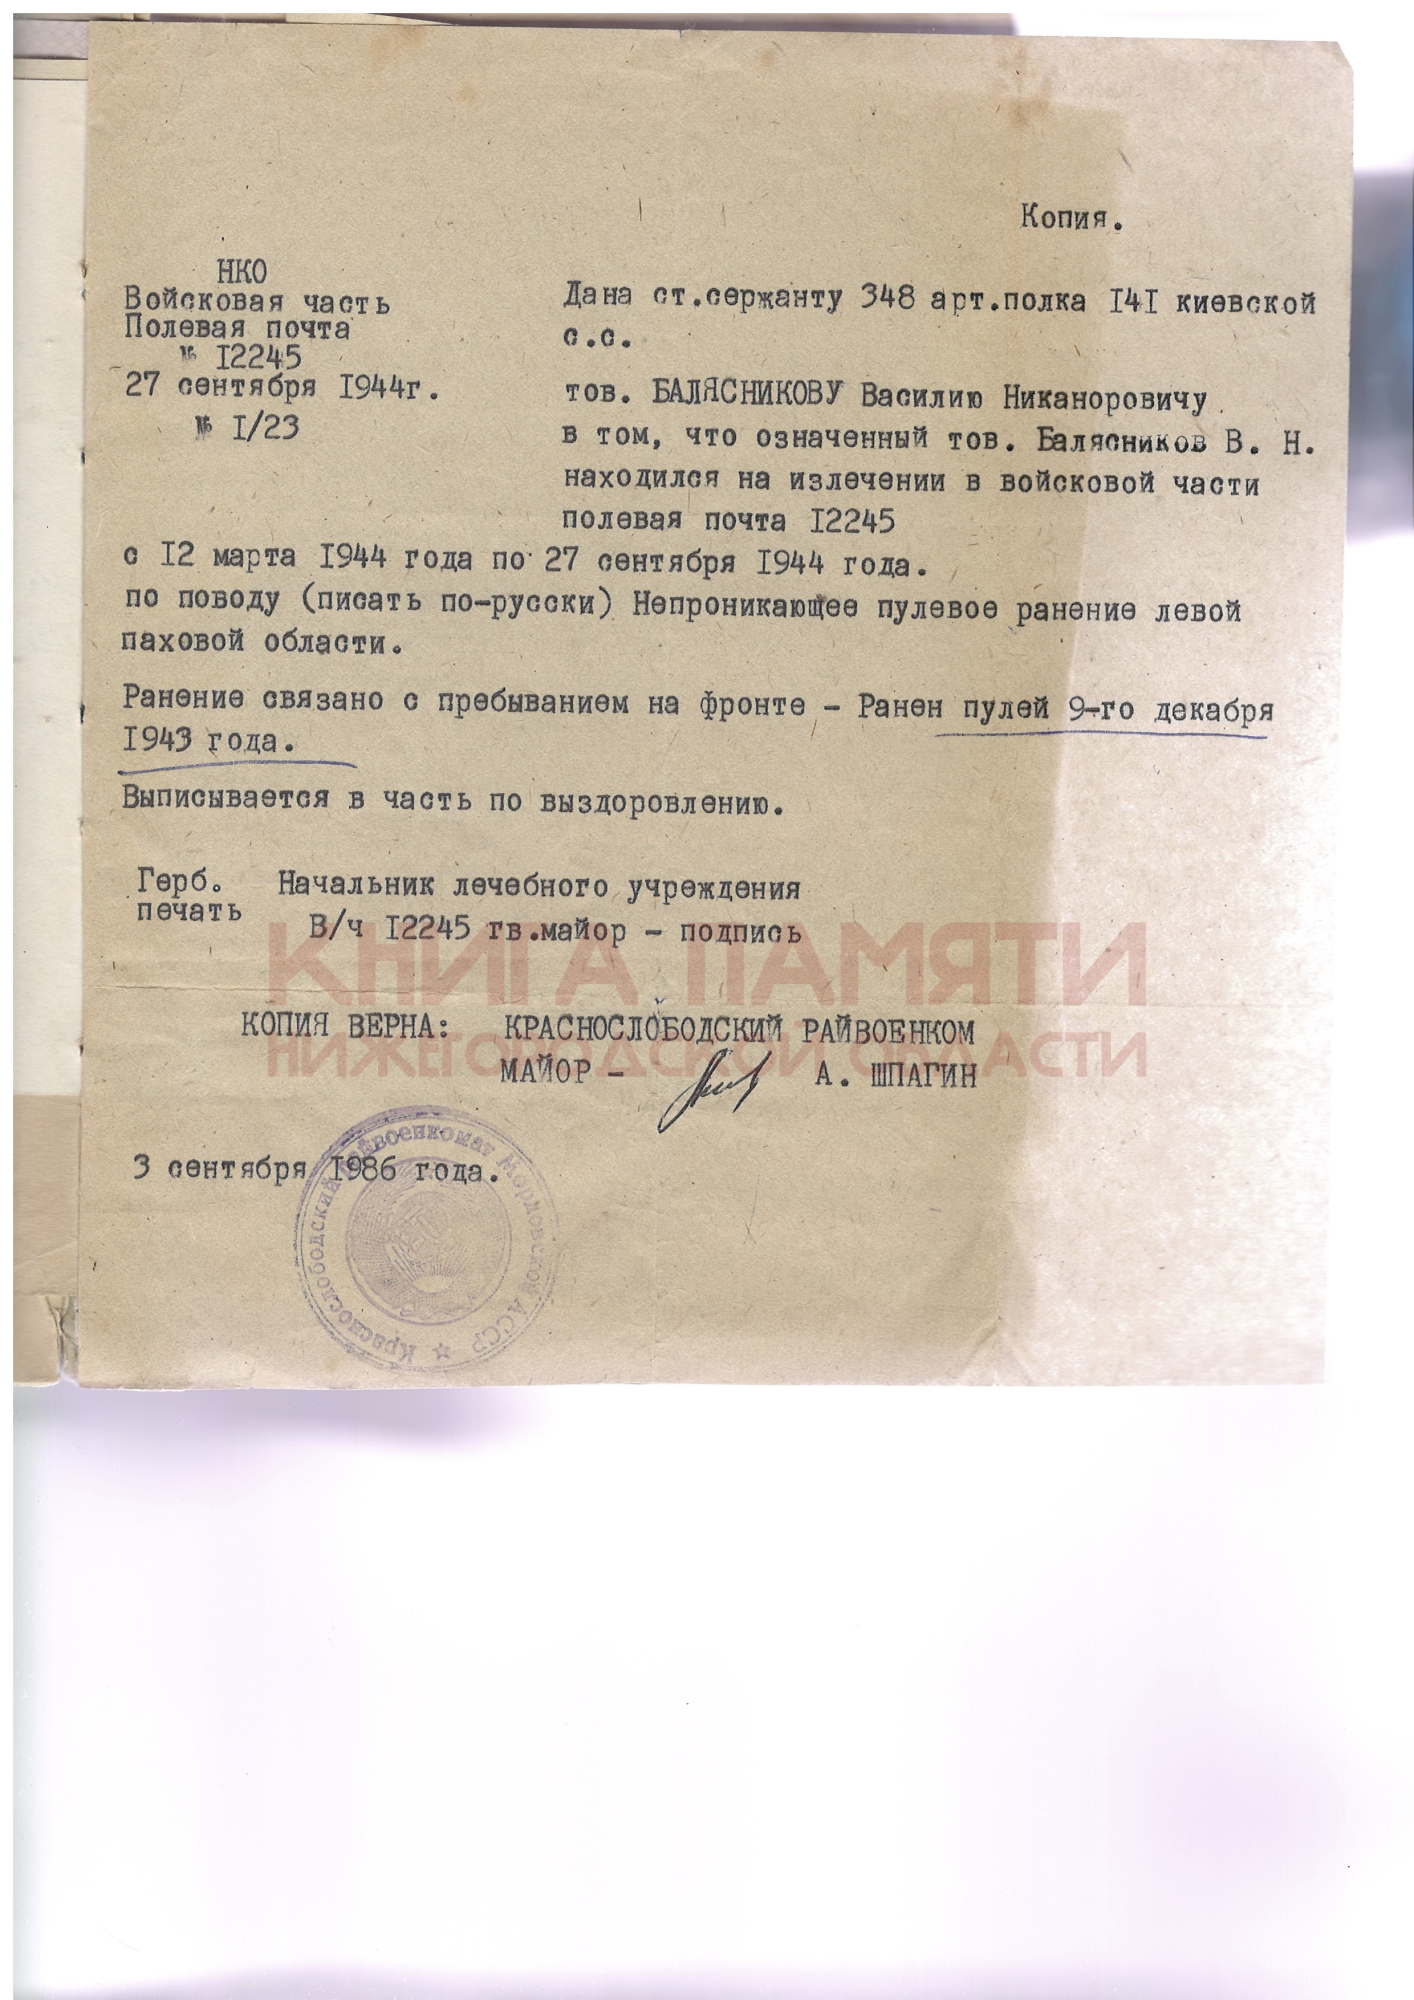 Копия.
НКО
Войсковая часть
Полевая почта
№ I2245
27 сентября I944г.
№ I/23
Дана ст.сержанту 348 арт.полка I4I киевской
с.с.
тов. БАЛЯСНИКОВУ Василию Никаноровичу
в том, что означенный тов. Балясников В. Н.
находился на излечении в войсковой части
полевая почта I2245
с I2 марта I944 года по 27 сентября I944 года.
по поводу (писать по-русски) Непроникающее пулевое ранение левой
паховой области.
Ранение связано с пребыванием на фронте – Ранен пулей 9-го декабря
I943 года.
Выписывается в часть по выздоровлению.
Герб.
печать
Начальник лечебного учреждения
В/ч I2245 гв.майор – подпись
КНИГА ПАМЯТИ
НИЖЕГОРОДСКОЙ ОБЛАСТИ
КОПИЯ ВЕРНА: КРАСНОСЛОБОДСКИЙ РАЙВОЕНКОМ
МАЙОР – А. ШПАГИН
3 сентября I986 года.
Краснослободский райвоенкомат Мордовской АССР